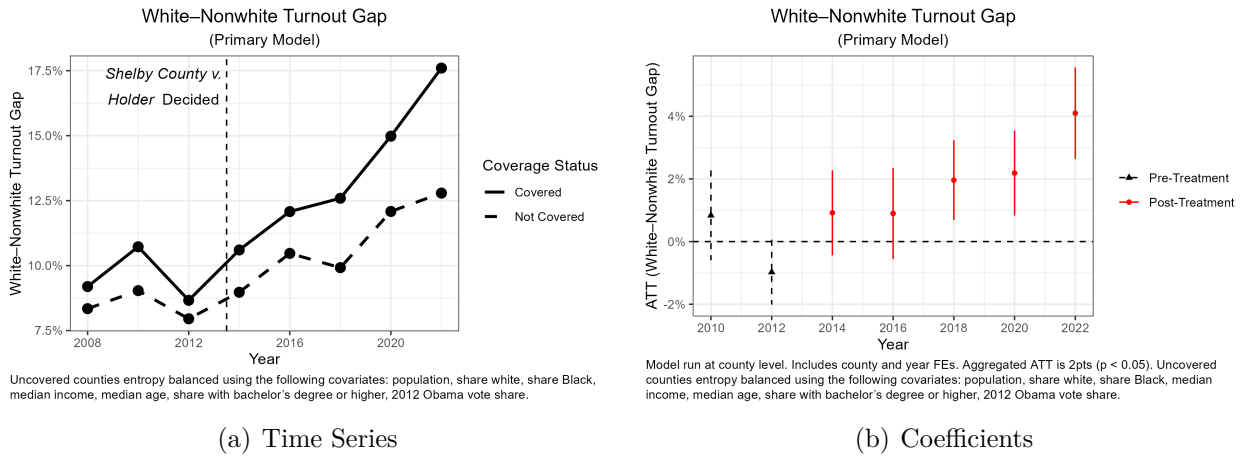 White–Nonwhite Turnout Gap
(Primary Model)
White–Nonwhite Turnout Gap
17.5%
15.0%
12.5%
10.0%
7.5%
Shelby County v.
Holder Decided
2008
2012
2016
2020
Year
Coverage Status
Covered
Not Covered
Uncovered counties entropy balanced using the following covariates: population, share white, share Black,
median income, median age, share with bachelor's degree or higher, 2012 Obama vote share.
(a) Time Series
White–Nonwhite Turnout Gap
(Primary Model)
ATT (White–Nonwhite Turnout Gap)
4%
2%
0%
-2%
2010
2012
2014
2016
2018
2020
2022
Year
Pre-Treatment
Post-Treatment
Model run at county level. Includes county and year FEs. Aggregated ATT is 2pts (p < 0.05). Uncovered
counties entropy balanced using the following covariates: population, share white, share Black, median
income, median age, share with bachelor's degree or higher, 2012 Obama vote share.
(b) Coefficients